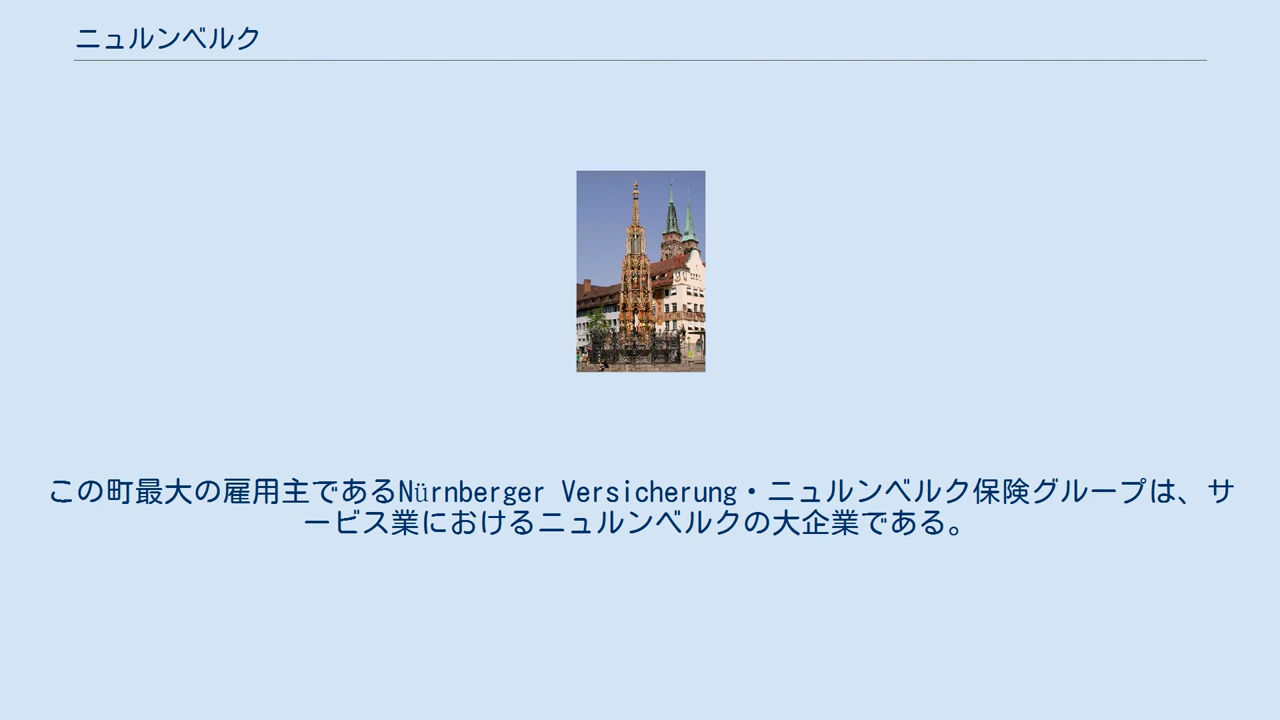 ニュルンベルク
この町最大の雇用主であるNürnberger Versicherung・ニュルンベルク保険グループは、サ
ービス業におけるニュルンベルクの大企業である。